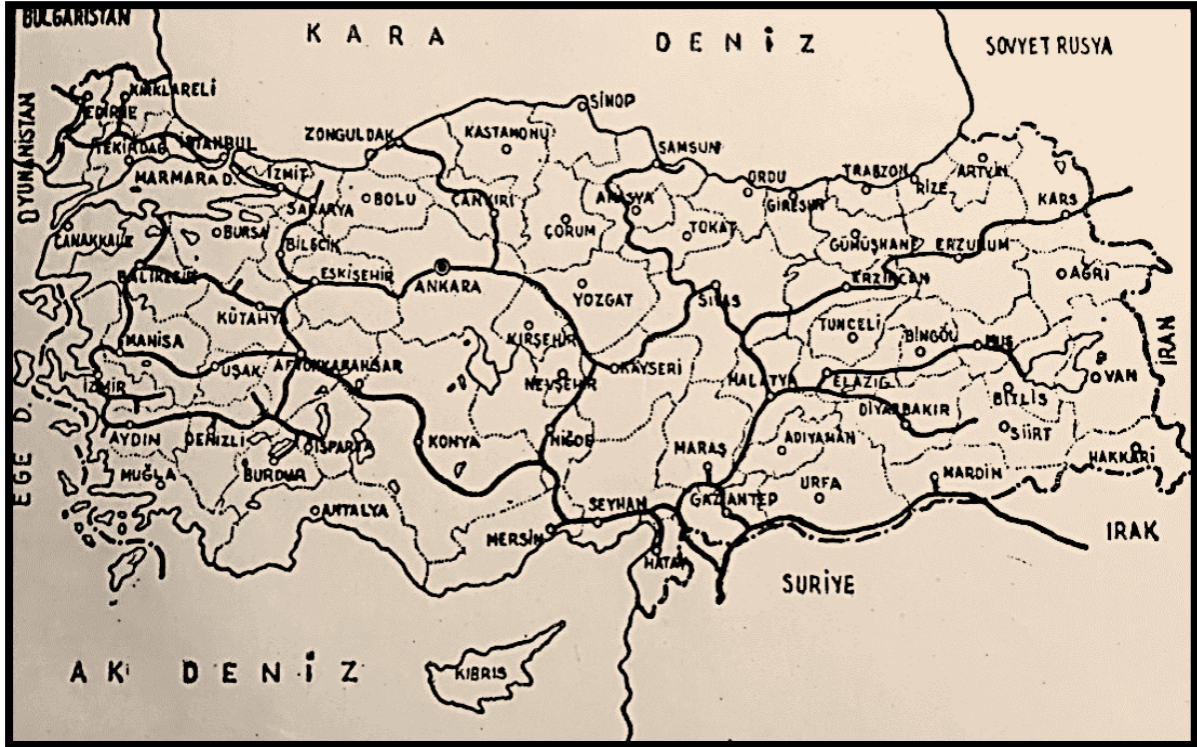 BULGARİSTAN
KARA DENİZ
SOVYET RUSYA
YUNANİSTAN
KIRKLARELİ
EDİRNE
SİNOP
TEKİRDAĞ
İSTANBUL
ZONGULDAK
KASTAMONU
SAMSUN
MARMARA D.
İZMİT
ORDU
TRABZON
ARTVİN
RİZE
GİRESUN
KARS
SAKARYA
BOLU
ÇANKIRI
AMASYA
TOKAT
ÇANAKKALE
BURSA
BİLECİK
ÇORUM
GÜMÜŞHANE
ERZURUM
BALIKESİR
ESKİŞEHİR
ANKARA
YOZGAT
SİVAS
ERZİNCAN
AĞRI
KÜTAHYA
KIRŞEHİR
TUNCELİ
BİNGÖL
MUŞ
İRAN
MANİSA
UŞAK
AFYONKARAHİSAR
NEVŞEHİR
KAYSERİ
MALATYA
ELAZIĞ
VAN
İZMİR
DİYARBAKIR
BİTLİS
EGE D.
AYDIN
DENİZLİ
ISPARTA
KONYA
NİĞDE
MARAŞ
ADIYAMAN
SİİRT
HAKKARİ
MUĞLA
BURDUR
GAZİANTEP
URFA
MARDİN
ANTALYA
SEYHAN
MERSİN
HATAY
IRAK
SURİYE
AK DENİZ
KIBRIS